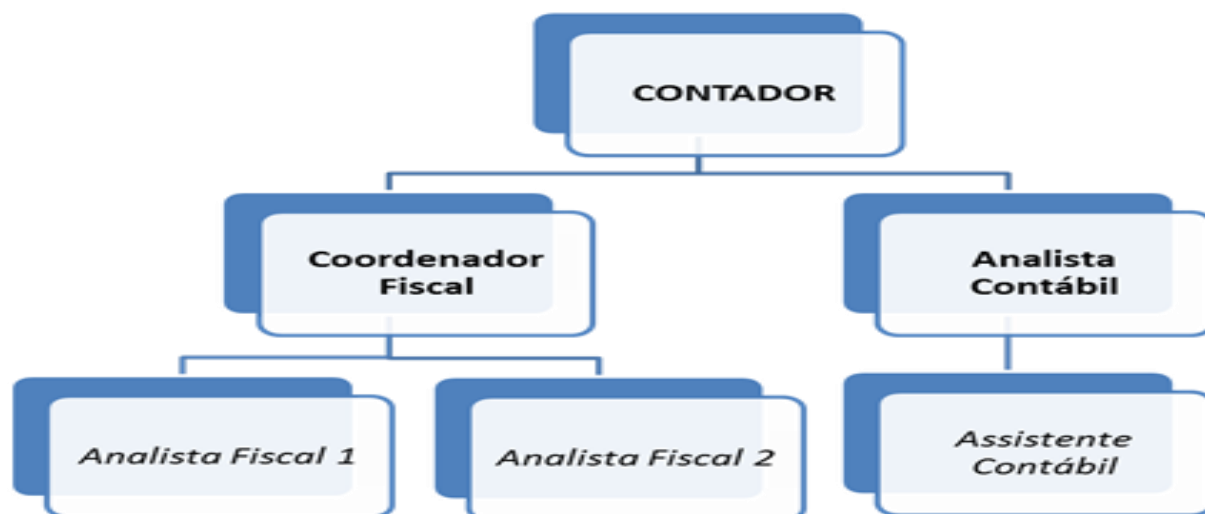 CONTADOR
Coordenador
Fiscal
Analista
Contábil
Analista Fiscal 1
Analista Fiscal 2
Assistente
Contábil